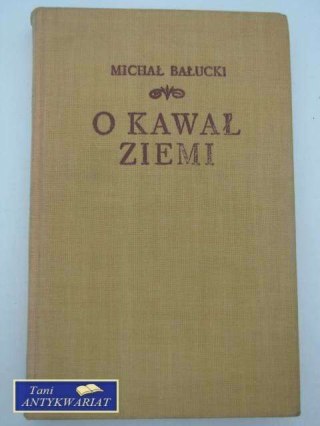 MICHAŁ BAŁUCKI
O KAWAŁ
ZIEMI
Tani
ANTYKWARIAT